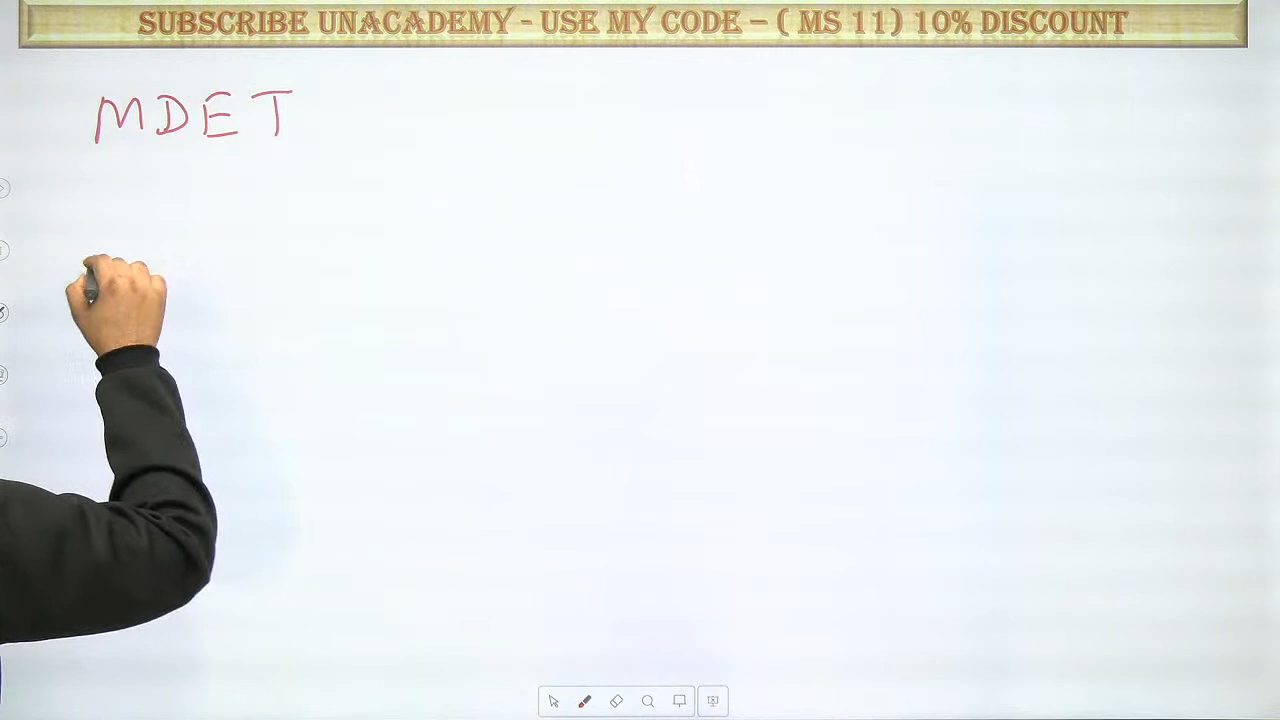 SUBSCRIBE UNACADEMY - USE MY CODE – ( MS 11) 10% DISCOUNT
MDET